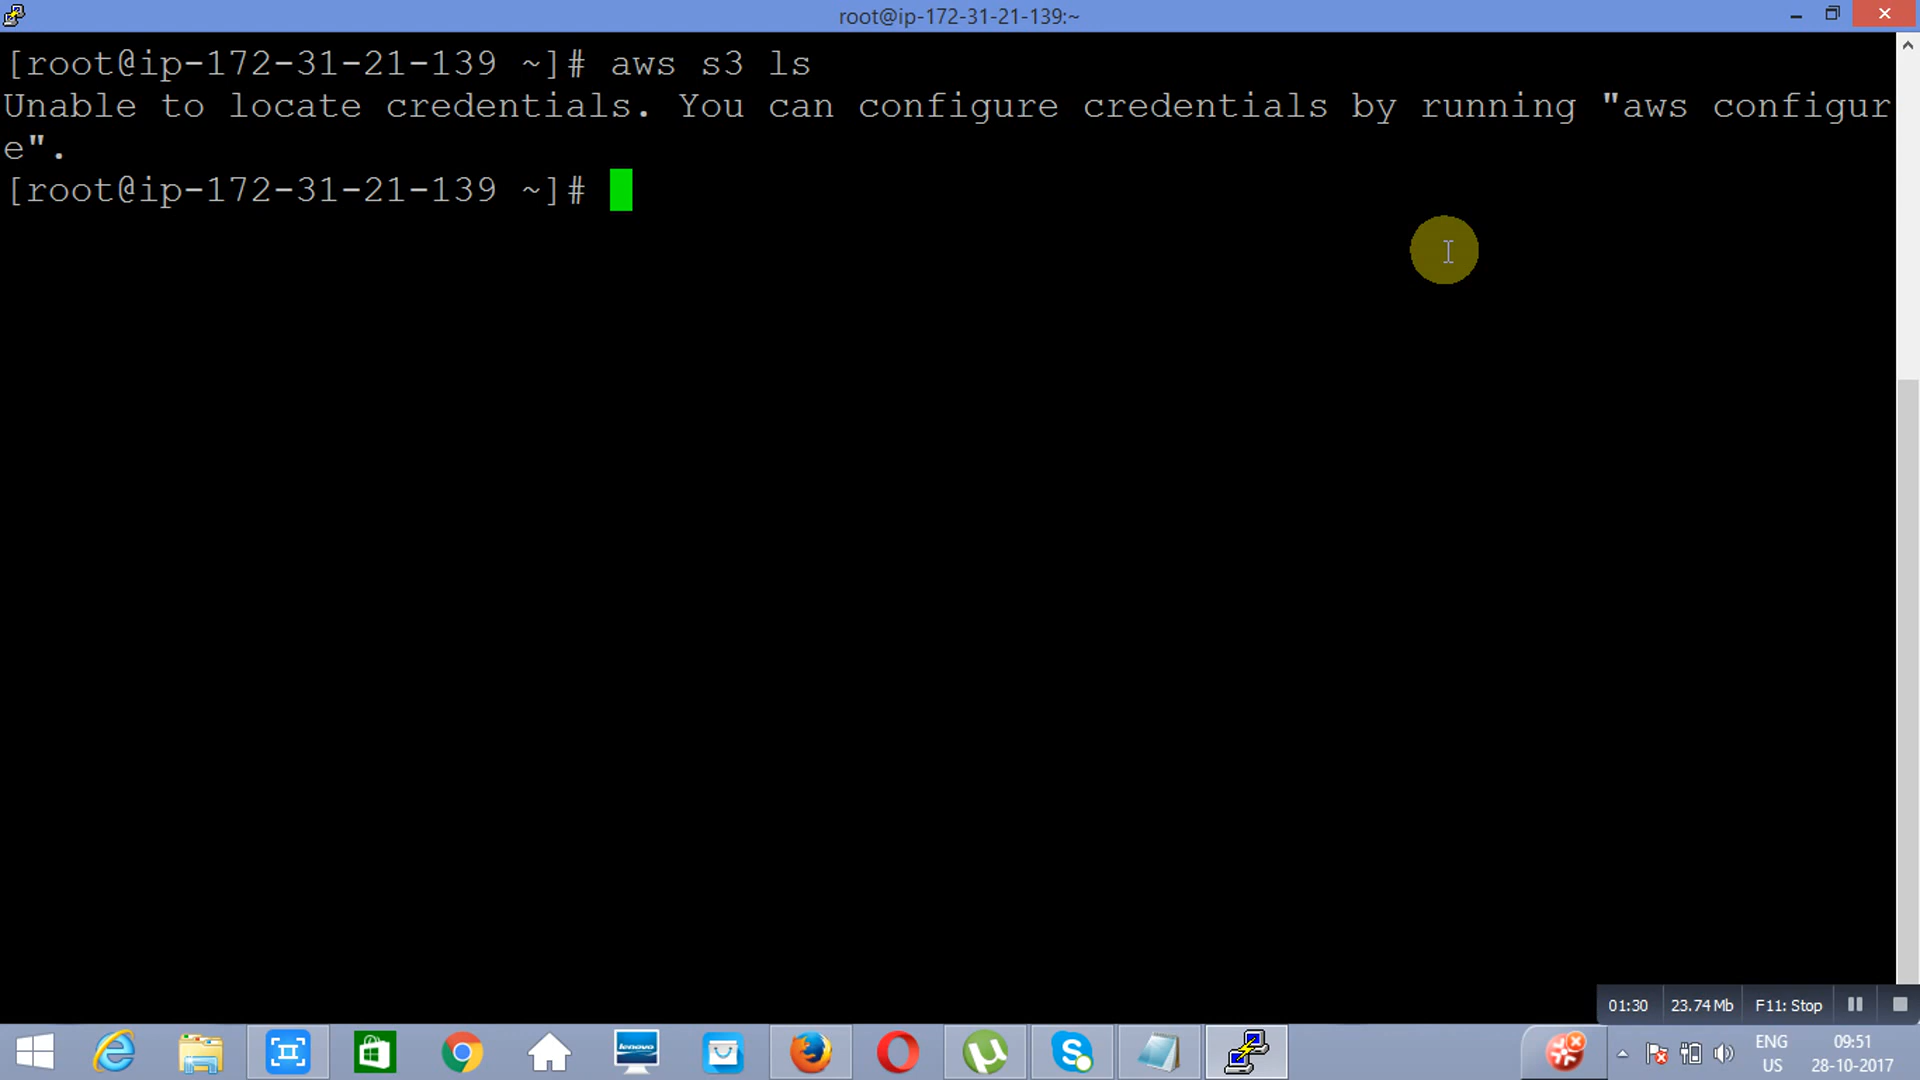 root@ip-172-31-21-139:~
[root@ip-172-31-21-139 ~]# aws s3 ls
Unable to locate credentials. You can configure credentials by running "aws configur
e".
[root@ip-172-31-21-139 ~]#
01:30 23.74 Mb F11: Stop
lenovo
ENG 09:51
US 28-10-2017